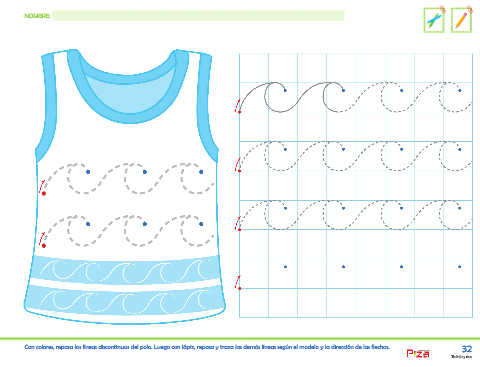 NOMBRE:
Con colores, repasa las líneas discontinuas del polo. Luego con lápiz, repasa y traza las demás líneas según el modelo y la dirección de las flechas.
32